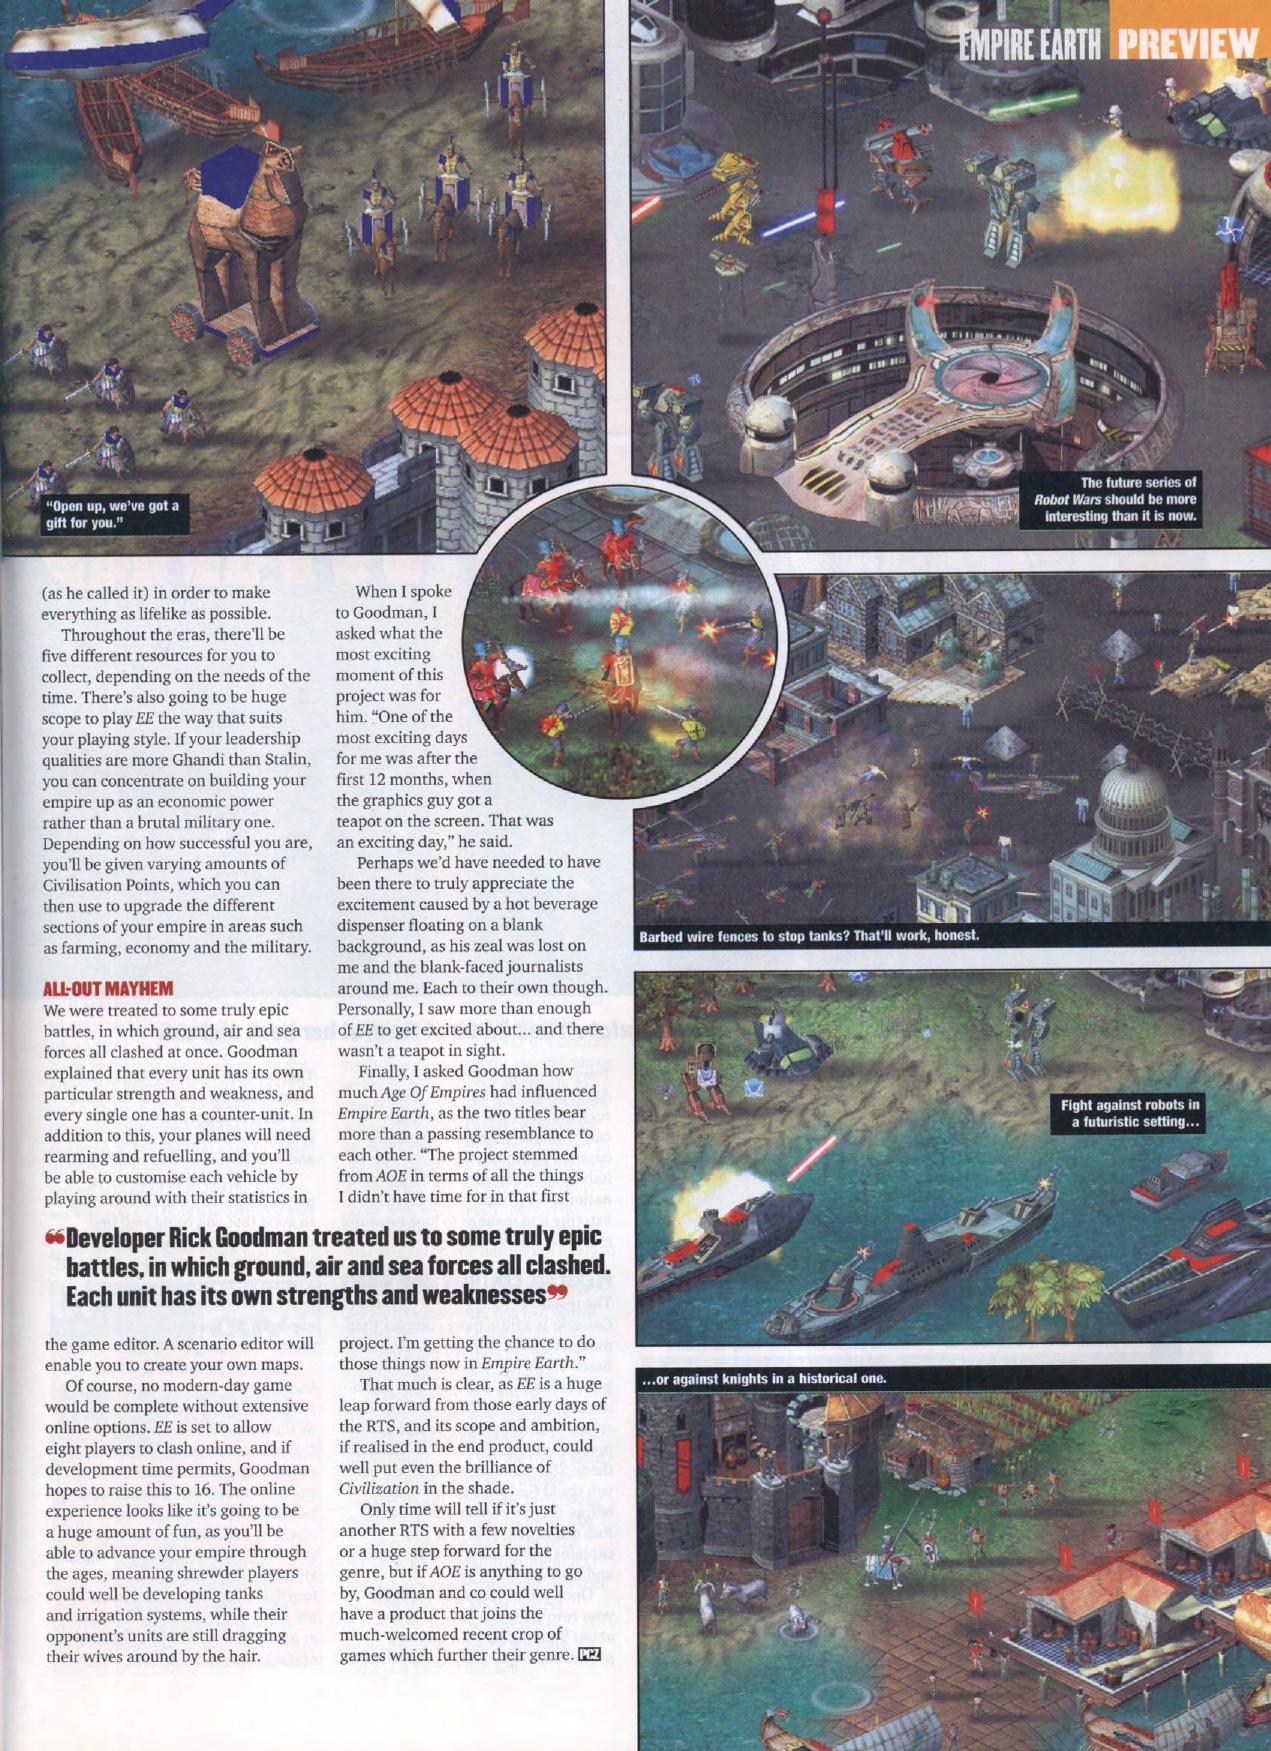 EMPIRE EARTH PREVIEW
"Open up, we've got a
gift for you."
The future series of
Robot Wars should be more
interesting than it is now.
(as he called it) in order to make
everything as lifelike as possible.
Throughout the eras, there'll be
five different resources for you to
collect, depending on the needs of the
time. There's also going to be huge
scope to play EE the way that suits
your playing style. If your leadership
qualities are more Ghandi than Stalin,
you can concentrate on building your
empire up as an economic power
rather than a brutal military one.
Depending on how successful you are,
you'll be given varying amounts of
Civilisation Points, which you can
then use to upgrade the different
sections of your empire in areas such
as farming, economy and the military.
ALL-OUT MAYHEM
We were treated to some truly epic
battles, in which ground, air and sea
forces all clashed at once. Goodman
explained that every unit has its own
particular strength and weakness, and
every single one has a counter-unit. In
addition to this, your planes will need
rearming and refuelling, and you'll
be able to customise each vehicle by
playing around with their statistics in
the game editor. A scenario editor will
enable you to create your own maps.
Of course, no modern-day game
would be complete without extensive
online options. EE is set to allow
eight players to clash online, and if
development time permits, Goodman
hopes to raise this to 16. The online
experience looks like it's going to be
a huge amount of fun, as you'll be
able to advance your empire through
the ages, meaning shrewder players
could well be developing tanks
and irrigation systems, while their
opponent's units are still dragging
their wives around by the hair.
When I spoke
to Goodman, I
asked what the
most exciting
moment of this
project was for
him. "One of the
most exciting days
for me was after the
first 12 months, when
the graphics guy got a
teapot on the screen. That was
an exciting day," he said.
Perhaps we'd have needed to have
been there to truly appreciate the
excitement caused by a hot beverage
dispenser floating on a blank
background, as his zeal was lost on
me and the blank-faced journalists
around me. Each to their own though.
Personally, I saw more than enough
of EE to get excited about... and there
wasn't a teapot in sight.
Finally, I asked Goodman how
much Age Of Empires had influenced
Empire Earth, as the two titles bear
more than a passing resemblance to
each other. "The project stemmed
from AOE in terms of all the things
I didn't have time for in that first
project. I'm getting the chance to do
those things now in Empire Earth."
That much is clear, as EE is a huge
leap forward from those early days of
the RTS, and its scope and ambition,
if realised in the end product, could
well put even the brilliance of
Civilization in the shade.
Only time will tell if it's just
another RTS with a few novelties
or a huge step forward for the
genre, but if AOE is anything to go
by, Goodman and co could well
have a product that joins the
much-welcomed recent crop of
games which further their genre. PCZ
“Developer Rick Goodman treated us to some truly epic
battles, in which ground, air and sea forces all clashed.
Each unit has its own strengths and weaknesses”
Barbed wire fences to stop tanks? That'll work, honest.
Fight against robots in
a futuristic setting...
...or against knights in a historical one.